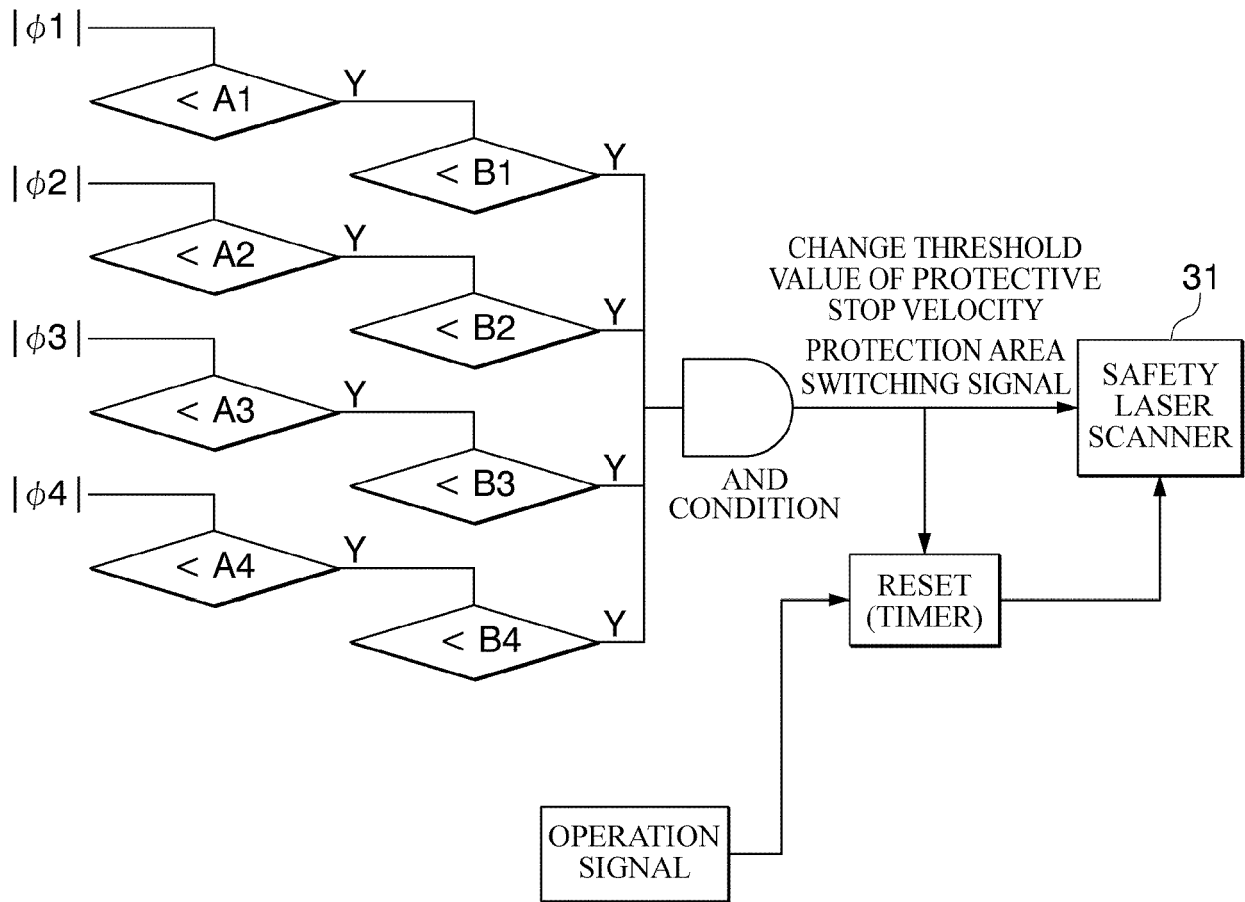 |ϕ1|
< A1
Y
< B1
Y
|ϕ2|
< A2
Y
< B2
Y
|ϕ3|
< A3
Y
< B3
Y
|ϕ4|
< A4
Y
< B4
Y
AND
CONDITION
CHANGE THRESHOLD
VALUE OF PROTECTIVE
STOP VELOCITY
PROTECTION AREA
SWITCHING SIGNAL
31
SAFETY
LASER
SCANNER
RESET
(TIMER)
OPERATION
SIGNAL